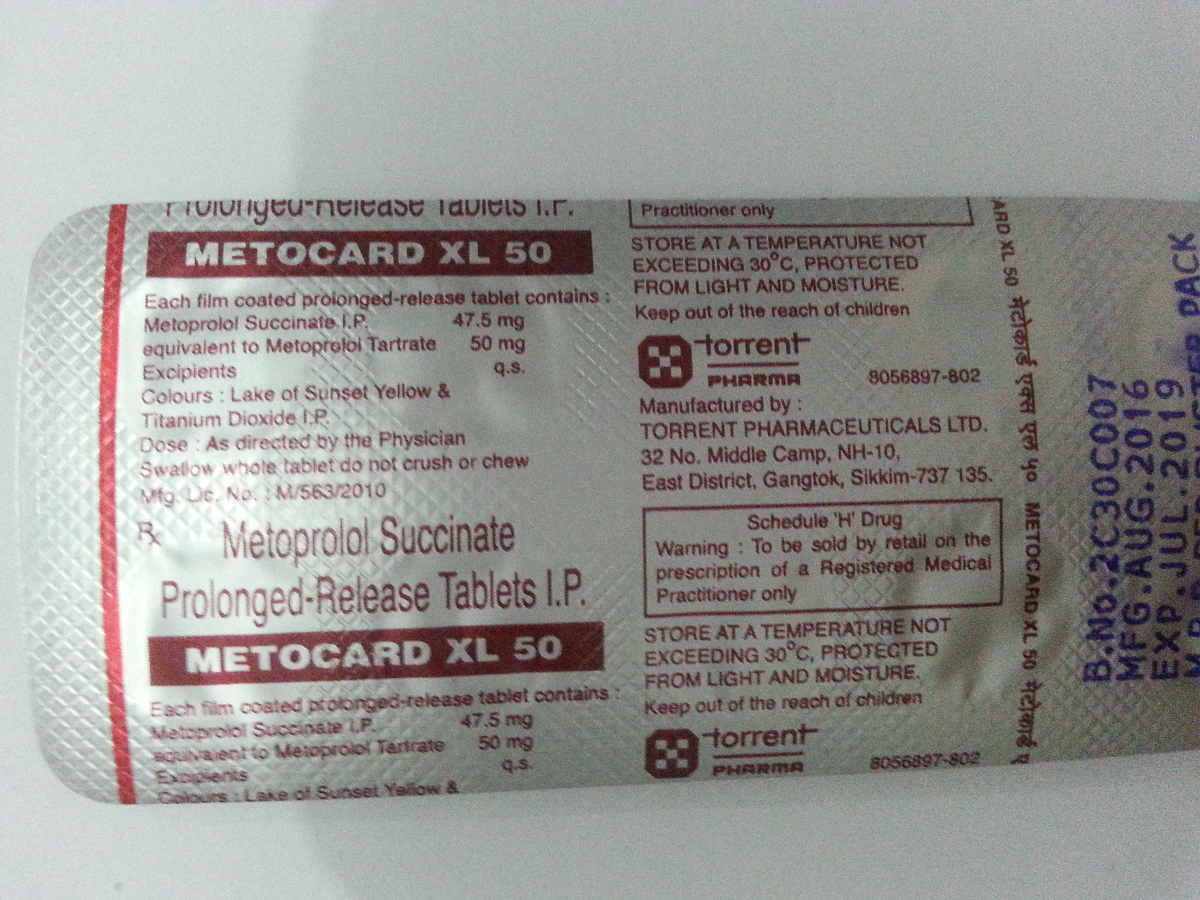 Prolonged-Release Tablets I.P.
METOCARD XL 50
Each film coated prolonged-release tablet contains :
Metoprolol Succinate I.P. 47.5 mg
equivalent to Metoprolol Tartrate 50 mg
Excipients q.s.
Colours : Lake of Sunset Yellow &
Titanium Dioxide I.P.
Dose : As directed by the Physician
Swallow whole tablet do not crush or chew
Mfg. Lic. No. : M/563/2010
Rx Metoprolol Succinate
Prolonged-Release Tablets I.P.
METOCARD XL 50
Each film coated prolonged-release tablet contains :
Metoprolol Succinate I.P. 47.5 mg
equivalent to Metoprolol Tartrate 50 mg
Excipients q.s.
Colours : Lake of Sunset Yellow &
Practitioner only
STORE AT A TEMPERATURE NOT
EXCEEDING 30°C, PROTECTED
FROM LIGHT AND MOISTURE.
Keep out of the reach of children
torrent
PHARMA 8056897-802
Manufactured by :
TORRENT PHARMACEUTICALS LTD.
32 No. Middle Camp, NH-10,
East District, Gangtok, Sikkim-737 135.
Schedule 'H' Drug
Warning : To be sold by retail on the
prescription of a Registered Medical
Practitioner only
STORE AT A TEMPERATURE NOT
EXCEEDING 30°C, PROTECTED
FROM LIGHT AND MOISTURE.
Keep out of the reach of children
torrent
PHARMA 8056897-802
ARD XL 50 मेटोकार्ड एक्स एल ५० METOCARD XL 50 मेटोकार्ड ए
B.No.2C30C007
MFG.AUG.2016
EXP.JUL.2019
PACK